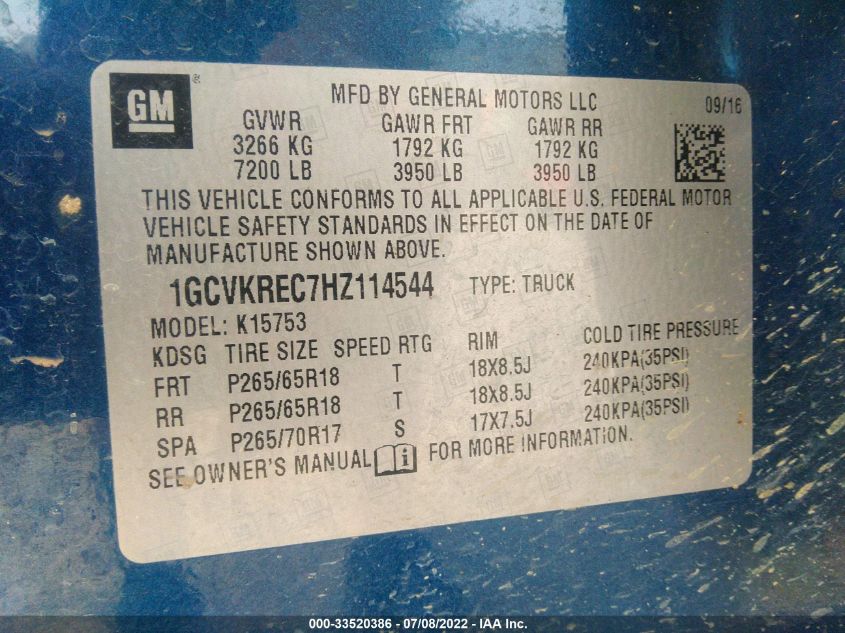 GM
®
MFD BY GENERAL MOTORS LLC
09/16
GVWR GAWR FRT GAWR RR
3266 KG 1792 KG 1792 KG
7200 LB 3950 LB 3950 LB
THIS VEHICLE CONFORMS TO ALL APPLICABLE U.S. FEDERAL MOTOR
VEHICLE SAFETY STANDARDS IN EFFECT ON THE DATE OF
MANUFACTURE SHOWN ABOVE.
1GCVKREC7HZ114544 TYPE: TRUCK
MODEL: K15753
KDSG TIRE SIZE SPEED RTG RIM COLD TIRE PRESSURE
FRT P265/65R18 T 18X8.5J 240KPA(35PSI)
RR P265/65R18 T 18X8.5J 240KPA(35PSI)
SPA P265/70R17 S 17X7.5J 240KPA(35PSI)
SEE OWNER'S MANUAL i FOR MORE INFORMATION.
000-33520386 - 07/08/2022 - IAAI.com.